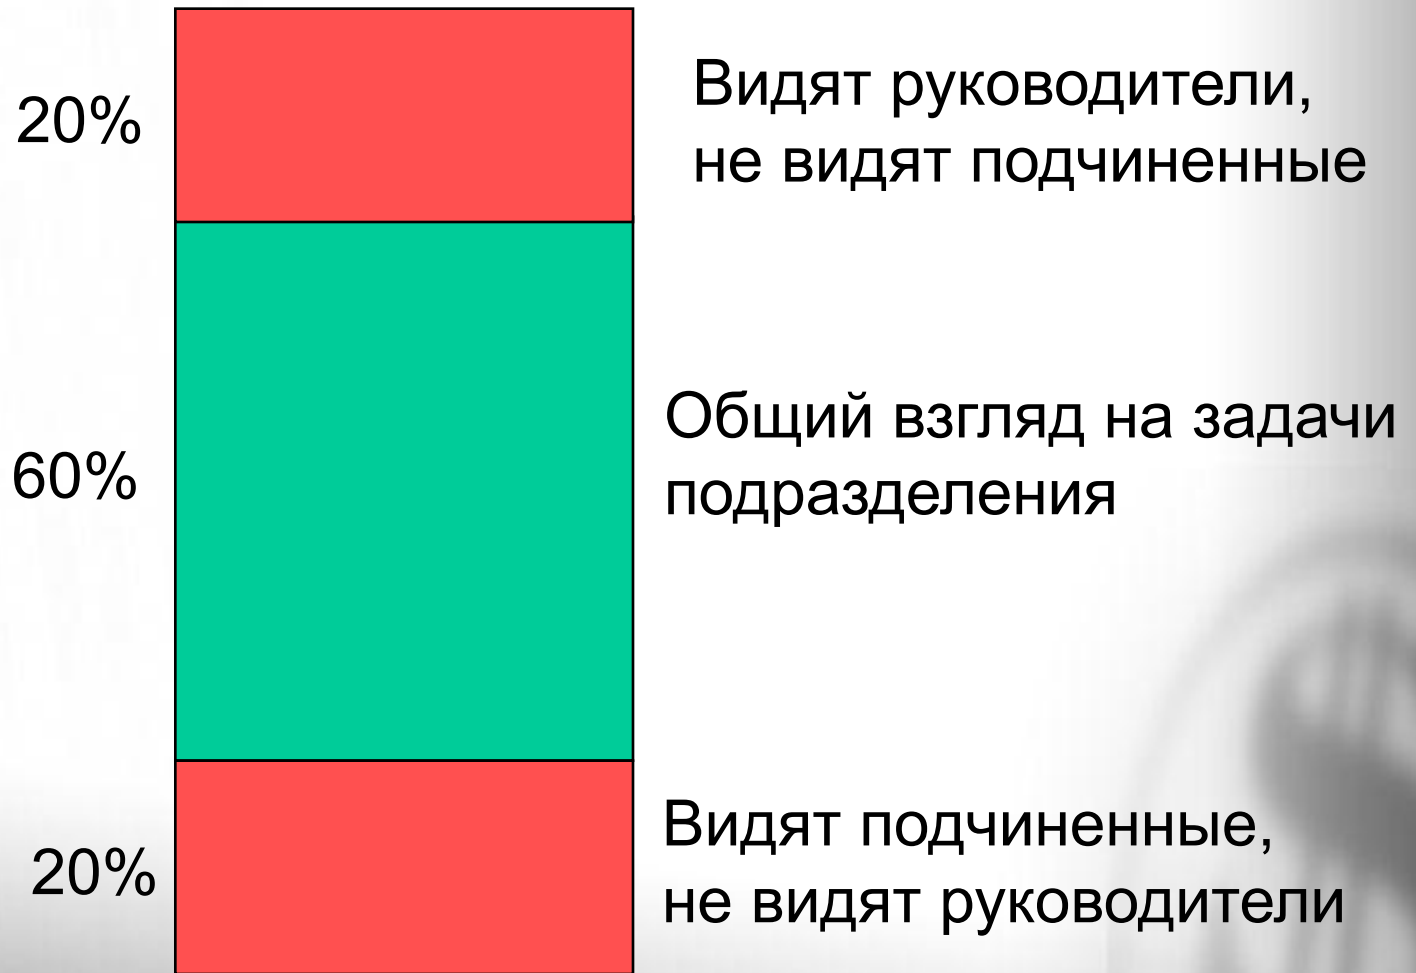 20%
Видят руководители,
не видят подчиненные
60%
Общий взгляд на задачи
подразделения
20%
Видят подчиненные,
не видят руководители